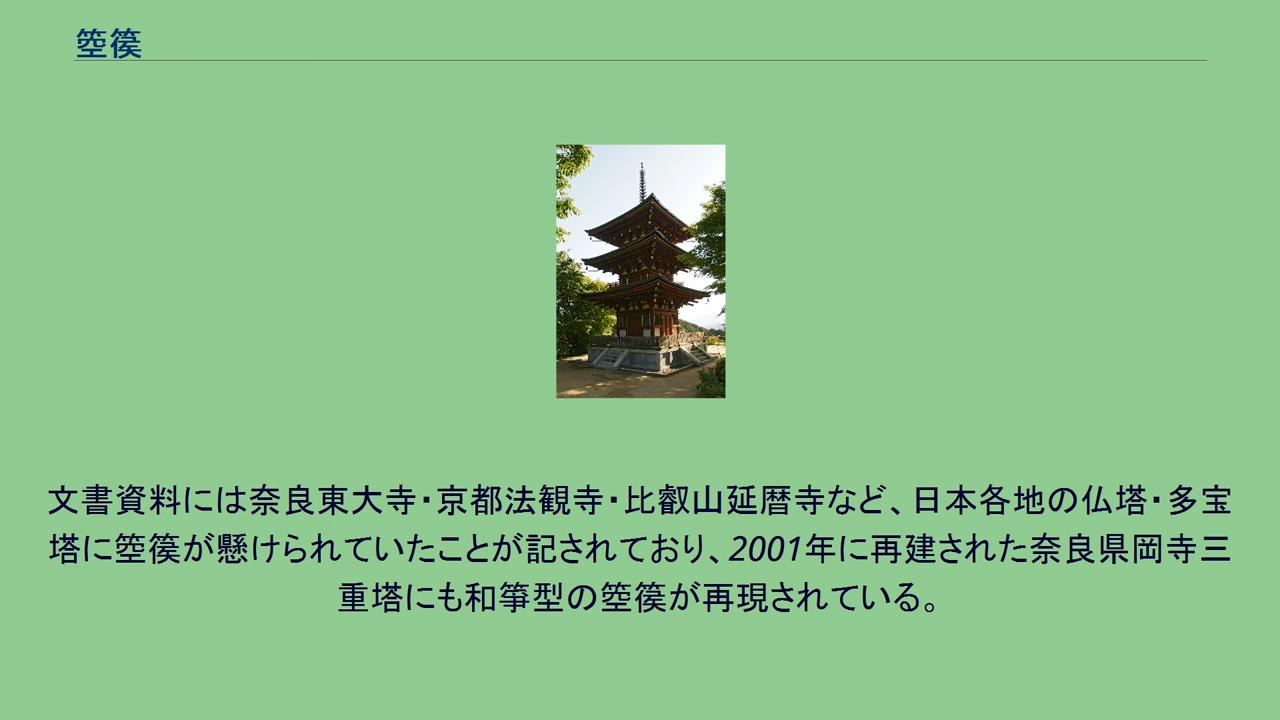 箜篌
文書資料には奈良東大寺・京都法観寺・比叡山延暦寺など、日本各地の仏塔・多宝
塔に箜篌が懸けられていたことが記されており、2001年に再建された奈良県岡寺三
重塔にも和箏型の箜篌が再現されている。